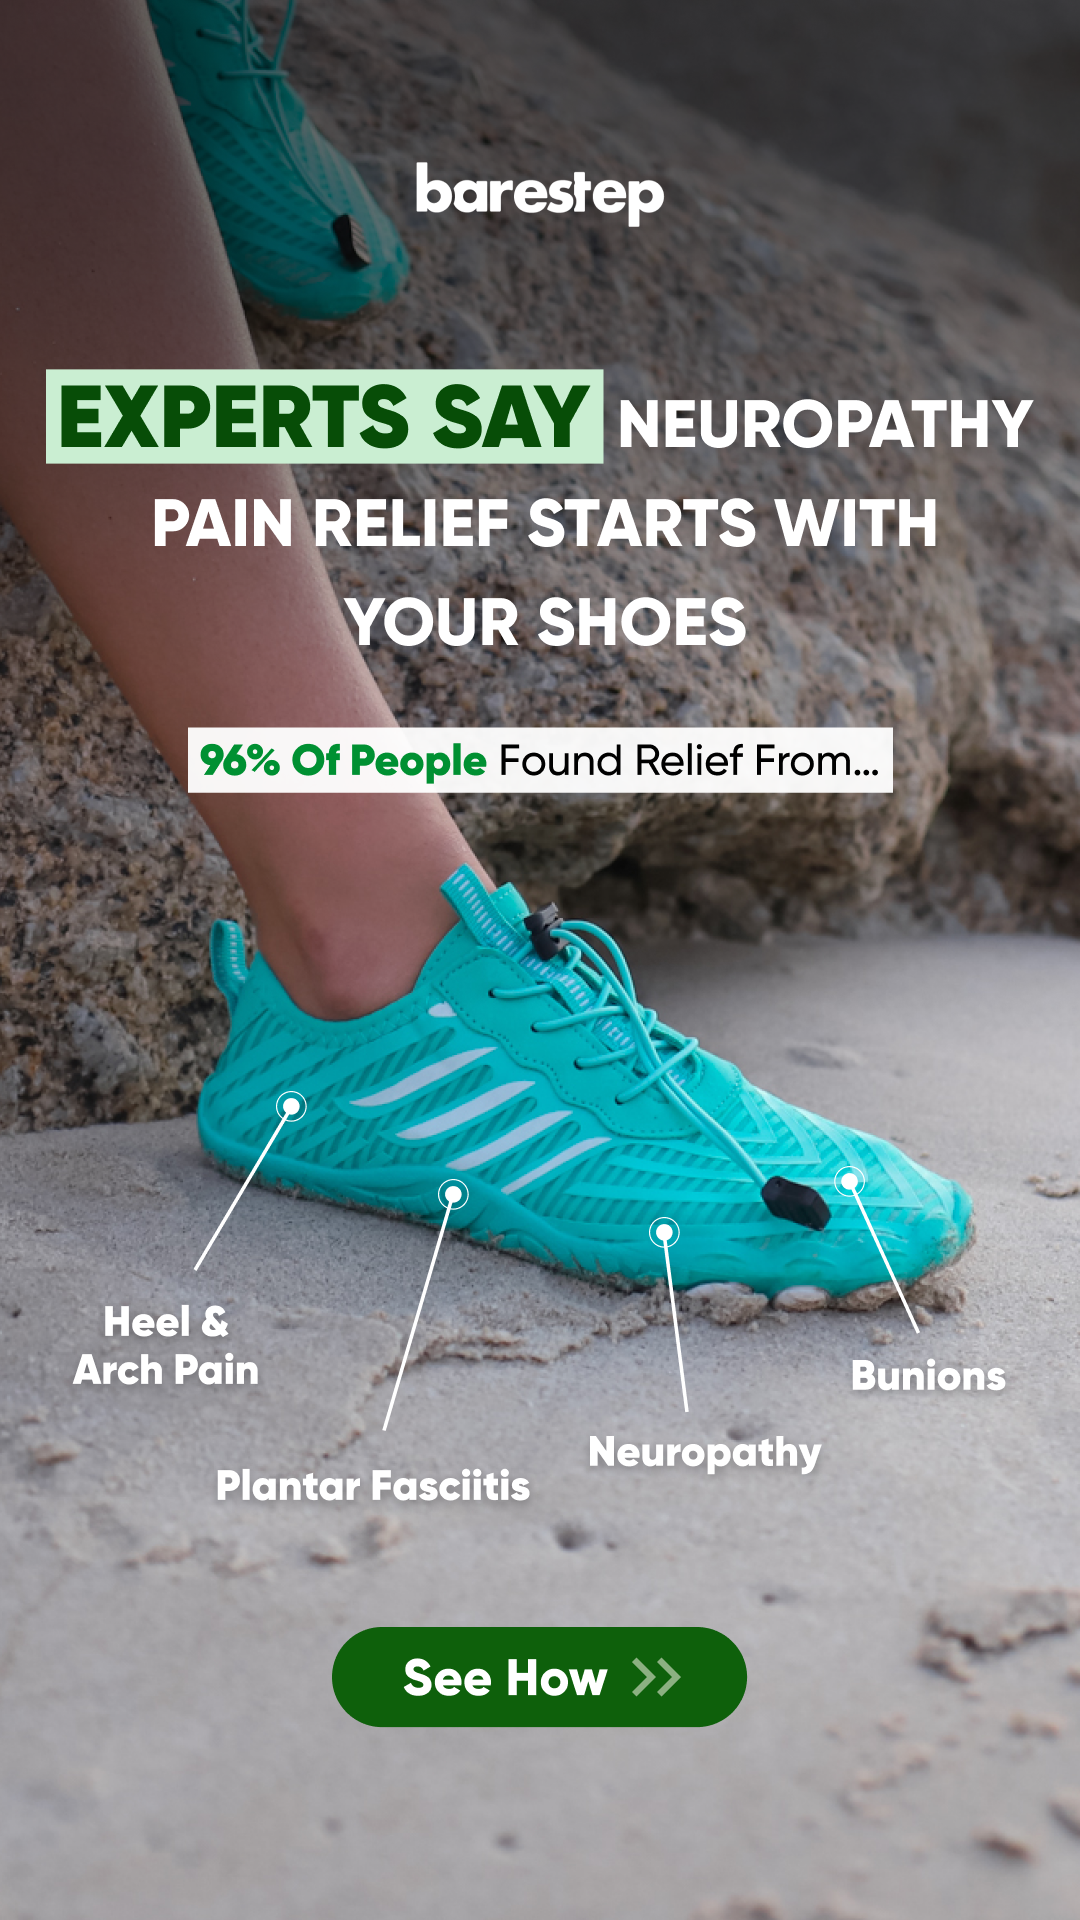 barestep
EXPERTS SAY NEUROPATHY
PAIN RELIEF STARTS WITH
YOUR SHOES
96% Of People Found Relief From...
Heel &
Arch Pain
Plantar Fasciitis
Neuropathy
Bunions
See How